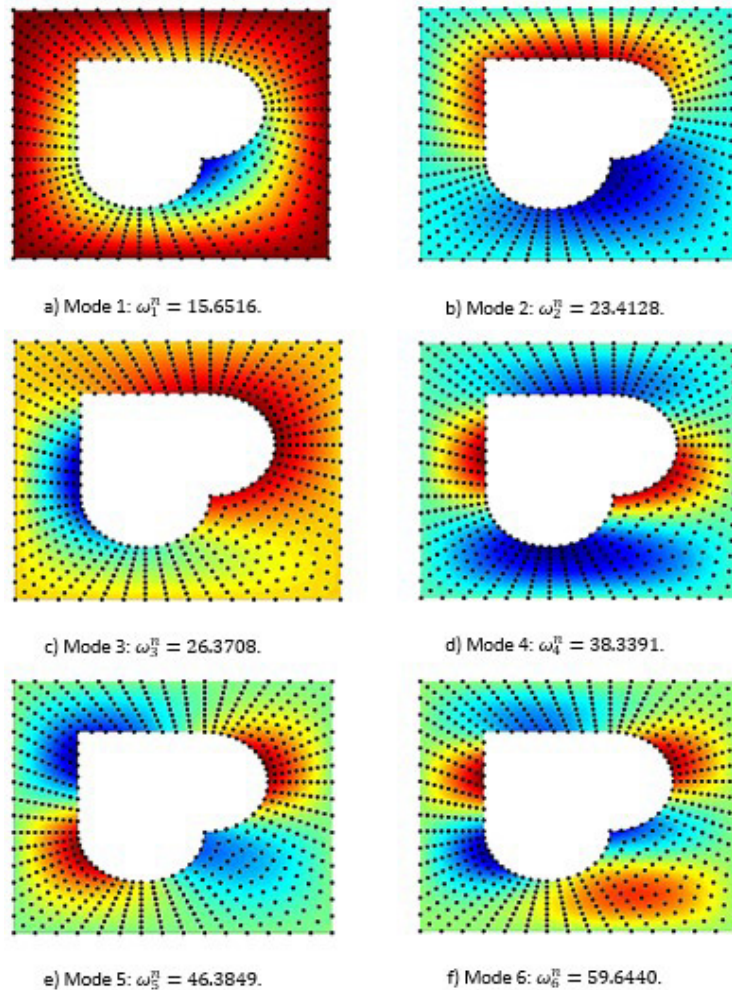 a) Mode 1: ω₁ⁿ = 15.6516.
b) Mode 2: ω₂ⁿ = 23.4128.
c) Mode 3: ω₃ⁿ = 26.3708.
d) Mode 4: ω₄ⁿ = 38.3391.
e) Mode 5: ω₅ⁿ = 46.3849.
f) Mode 6: ω₆ⁿ = 59.6440.